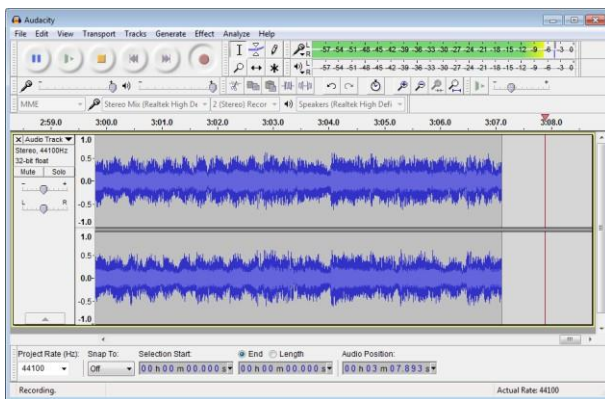 Audacity
File Edit View Transport Tracks Generate Effect Analyze Help
L R -57 -54 -51 -48 -45 -42 -39 -36 -33 -30 -27 -24 -21 -18 -15 -12 -9 -6 -3 0
L R -57 -54 -51 -48 -45 -42 -39 -36 -33 -30 -27 -24 -21 -18 -15 -12 -9 -6 -3 0
MME Stereo Mix (Realtek High De 2 (Stereo) Recor Speakers (Realtek High Defi
2:59.0 3:00.0 3:01.0 3:02.0 3:03.0 3:04.0 3:05.0 3:06.0 3:07.0 3:08.0
X Audio Track 1.0
Stereo, 44100Hz
32-bit float 0.5
Mute Solo
- + 0.0
L R -0.5
-1.0
1.0
0.5
0.0
-0.5
-1.0
Project Rate (Hz): Snap To: Selection Start: End Length Audio Position:
44100 Off 00 h 00 m 00.000 s 00 h 00 m 00.000 s 00 h 03 m 07.893 s
Recording. Actual Rate: 44100